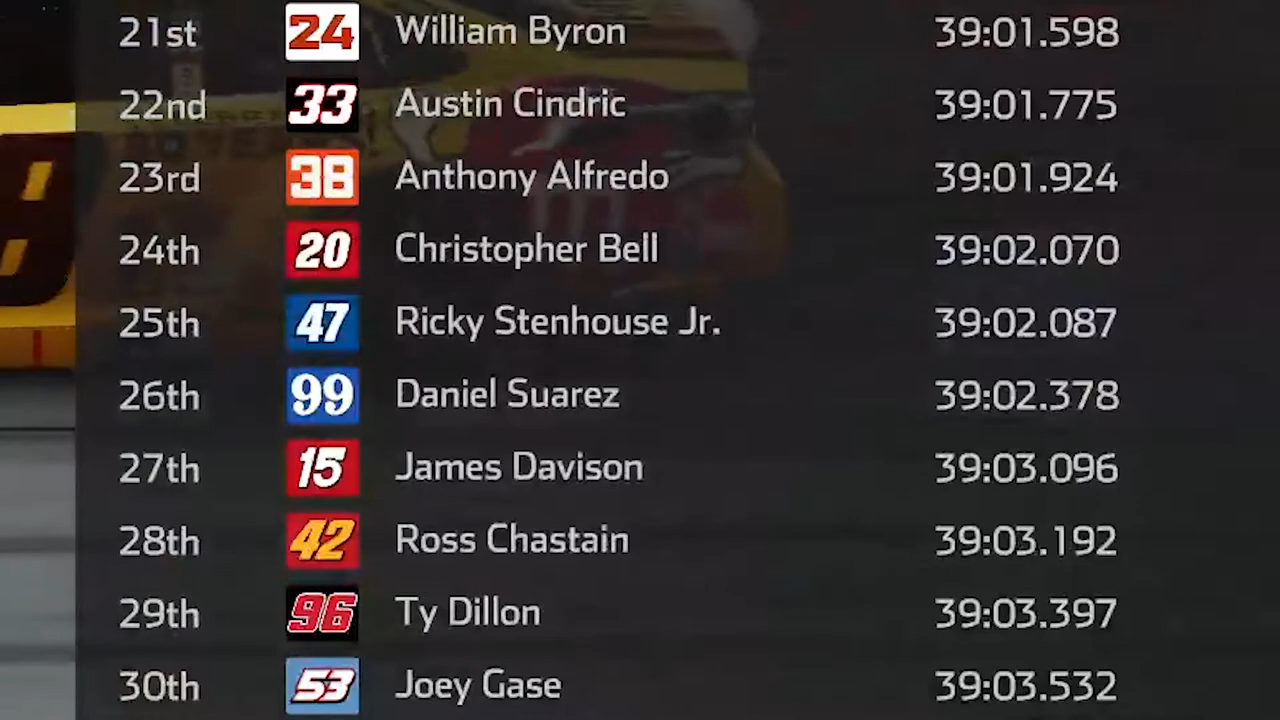 21st 24 William Byron 39:01.598
22nd 33 Austin Cindric 39:01.775
23rd 38 Anthony Alfredo 39:01.924
24th 20 Christopher Bell 39:02.070
25th 47 Ricky Stenhouse Jr. 39:02.087
26th 99 Daniel Suarez 39:02.378
27th 15 James Davison 39:03.096
28th 42 Ross Chastain 39:03.192
29th 96 Ty Dillon 39:03.397
30th 53 Joey Gase 39:03.532